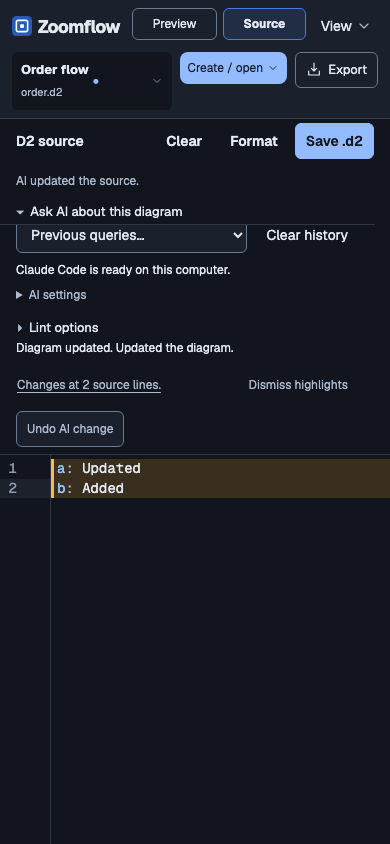 Zoomflow
Preview
Source
View
Order flow
order.d2
Create / open
Export
D2 source
Clear
Format
Save .d2
AI updated the source.
Ask AI about this diagram
Previous queries...
Clear history
Claude Code is ready on this computer.
AI settings
Lint options
Diagram updated. Updated the diagram.
Changes at 2 source lines.
Dismiss highlights
Undo AI change
1 a: Updated
2 b: Added